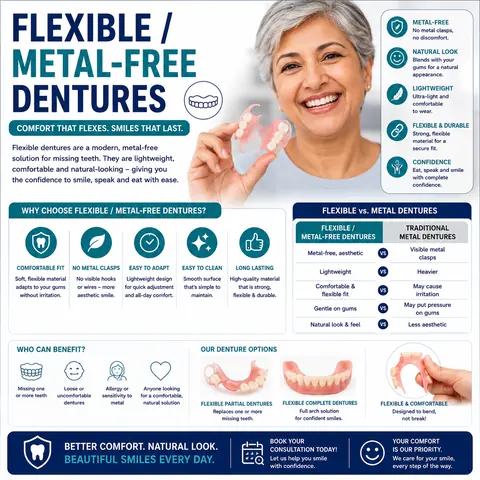 FLEXIBLE /
METAL-FREE
DENTURES
COMFORT THAT FLEXES. SMILES THAT LAST.
Flexible dentures are a modern, metal-free
solution for missing teeth. They are lightweight,
comfortable and natural-looking – giving you
the confidence to smile, speak and eat with ease.
METAL-FREE
No metal clasps,
no discomfort.
NATURAL LOOK
Blends with your
gums for a natural
appearance.
LIGHTWEIGHT
Ultra-light and
comfortable
to wear.
FLEXIBLE & DURABLE
Strong, flexible
material for a
secure fit.
CONFIDENCE
Eat, speak and
smile with complete
confidence.
WHY CHOOSE FLEXIBLE / METAL-FREE DENTURES?
COMFORTABLE FIT
Soft, flexible material
adapts to your gums
without irritation.
NO METAL CLASPS
No visible hooks
or wires – more
aesthetic smile.
EASY TO ADAPT
Lightweight design
for quick adjustment
and all-day comfort.
EASY TO CLEAN
Smooth surface
that's simple to
maintain.
LONG LASTING
High-quality material
that is strong,
flexible & durable.
FLEXIBLE vs. METAL DENTURES
FLEXIBLE /
METAL-FREE DENTURES
TRADITIONAL
METAL DENTURES
Metal-free, aesthetic
VS
Visible metal
clasps
Lightweight
VS
Heavier
Comfortable &
flexible fit
VS
May cause
irritation
Gentle on gums
VS
May put pressure
on gums
Natural look & feel
VS
Less aesthetic
WHO CAN BENEFIT?
Missing one
or more teeth
Loose or
uncomfortable
dentures
Allergy or
sensitivity to
metal
Anyone looking
for a comfortable,
natural solution
OUR DENTURE OPTIONS
FLEXIBLE PARTIAL DENTURES
Replaces one or more
missing teeth.
FLEXIBLE COMPLETE DENTURES
Full arch solution
for confident smiles.
FLEXIBLE & COMFORTABLE
Designed to bend,
not break!
BETTER COMFORT. NATURAL LOOK.
BEAUTIFUL SMILES EVERY DAY.
BOOK YOUR
CONSULTATION TODAY!
Let us help you smile
with confidence.
YOUR COMFORT
IS OUR PRIORITY.
We care for your smile,
every step of the way.